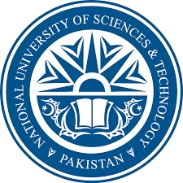 NATIONAL UNIVERSITY OF SCIENCES & TECHNOLOGY
PAKISTAN